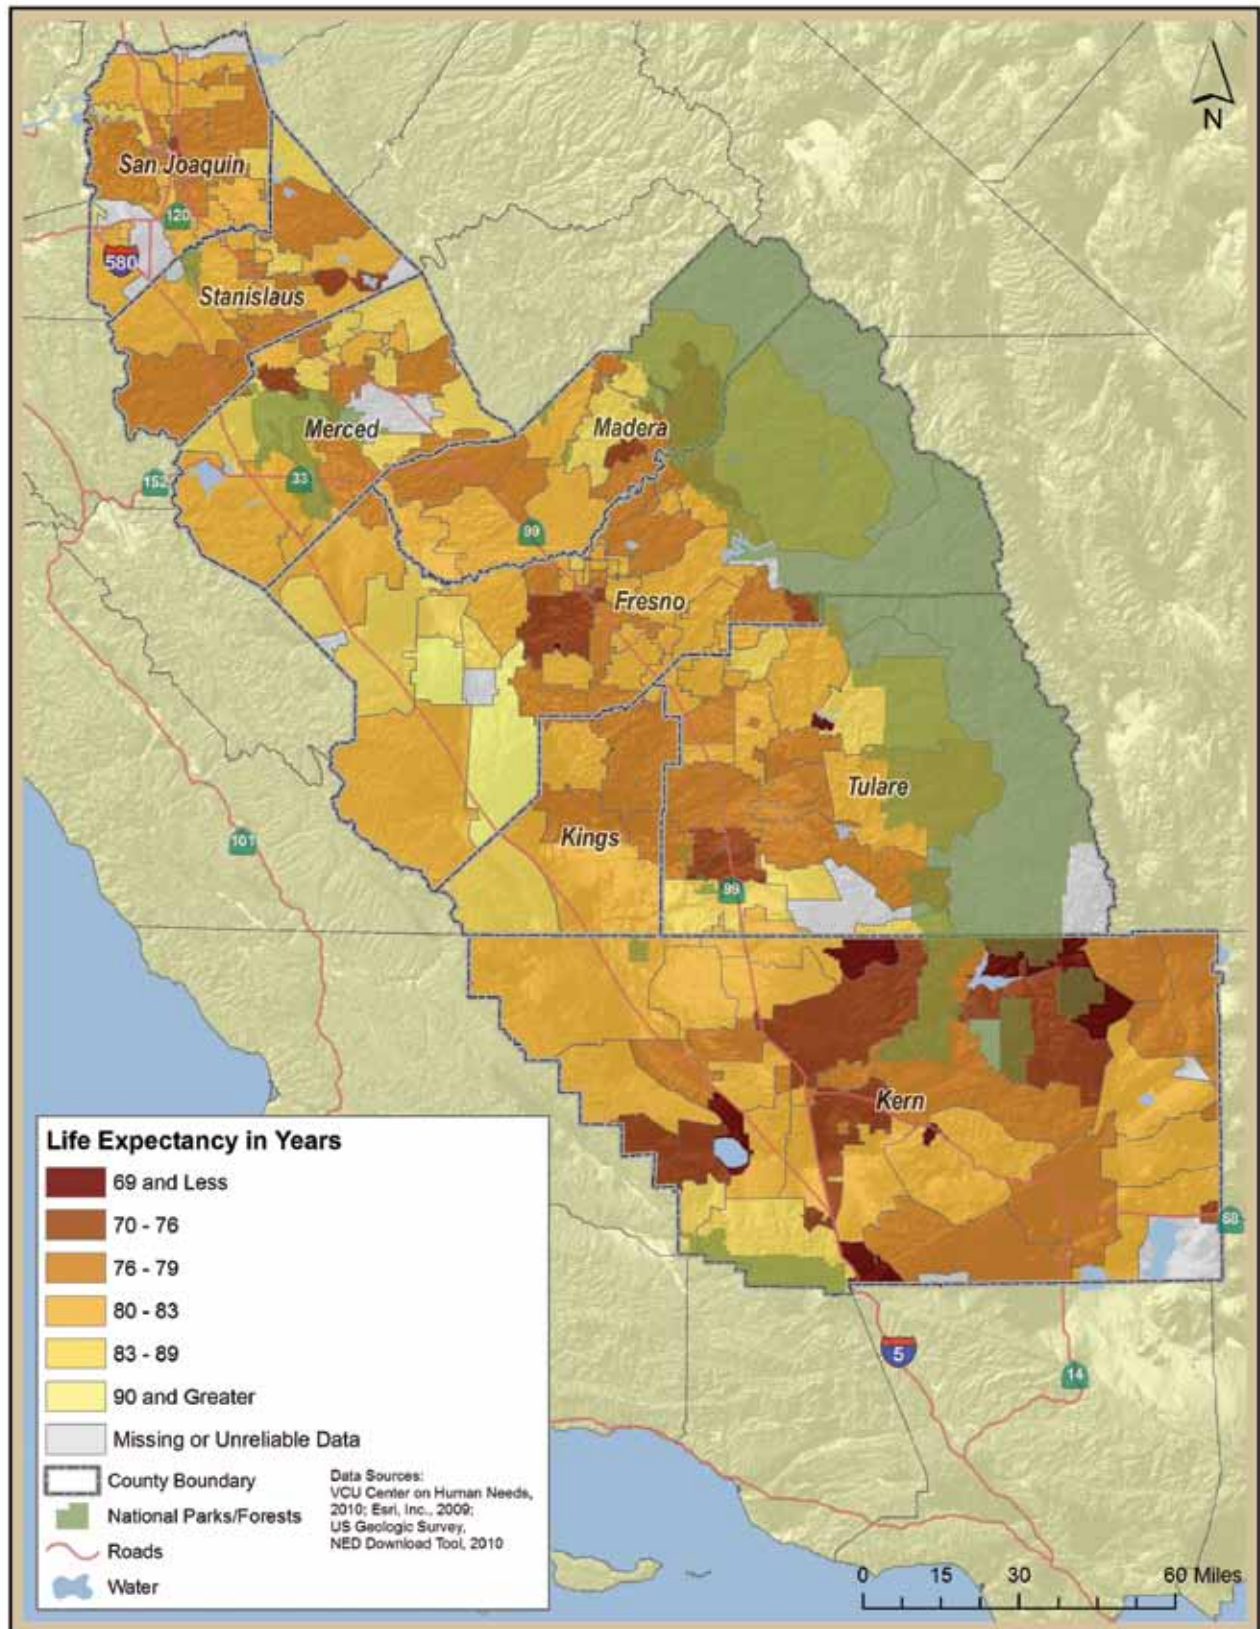 N
San Joaquin
120
580
Stanislaus
Merced
Madera
152
33
99
Fresno
Tulare
Kings
101
99
Kern
58
5
14
Life Expectancy in Years
69 and Less
70 - 76
76 - 79
80 - 83
83 - 89
90 and Greater
Missing or Unreliable Data
County Boundary
National Parks/Forests
Roads
Water
Data Sources:
VCU Center on Human Needs,
2010; Esri, Inc., 2009;
US Geologic Survey,
NED Download Tool, 2010
0 15 30 60 Miles